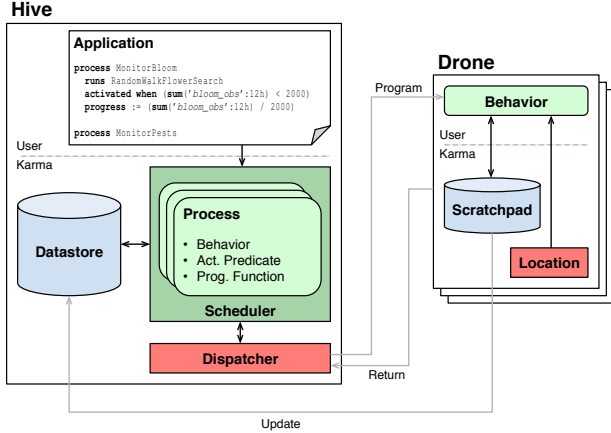 Hive
Application
process MonitorBloom
runs RandomWalkFlowerSearch
activated when (sum('bloom_obs':12h) < 2000)
progress := (sum('bloom_obs':12h) / 2000)
process MonitorPests
User
Karma
Datastore
Process
• Behavior
• Act. Predicate
• Prog. Function
Scheduler
Dispatcher
Program
Return
Update
Drone
Behavior
User
Karma
Scratchpad
Location